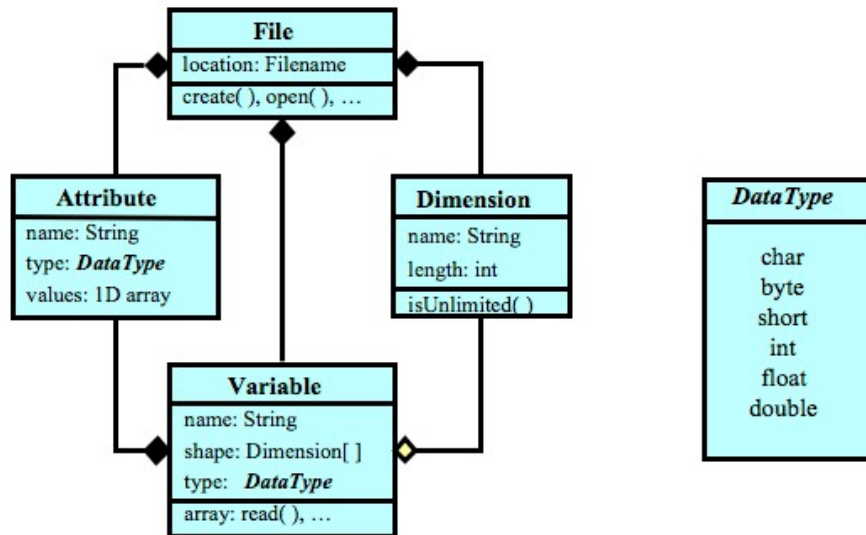 File
location: Filename
create( ), open( ), …
Attribute
name: String
type: DataType
values: 1D array
Dimension
name: String
length: int
isUnlimited( )
Variable
name: String
shape: Dimension[ ]
type: DataType
array: read( ), …
DataType
char
byte
short
int
float
double